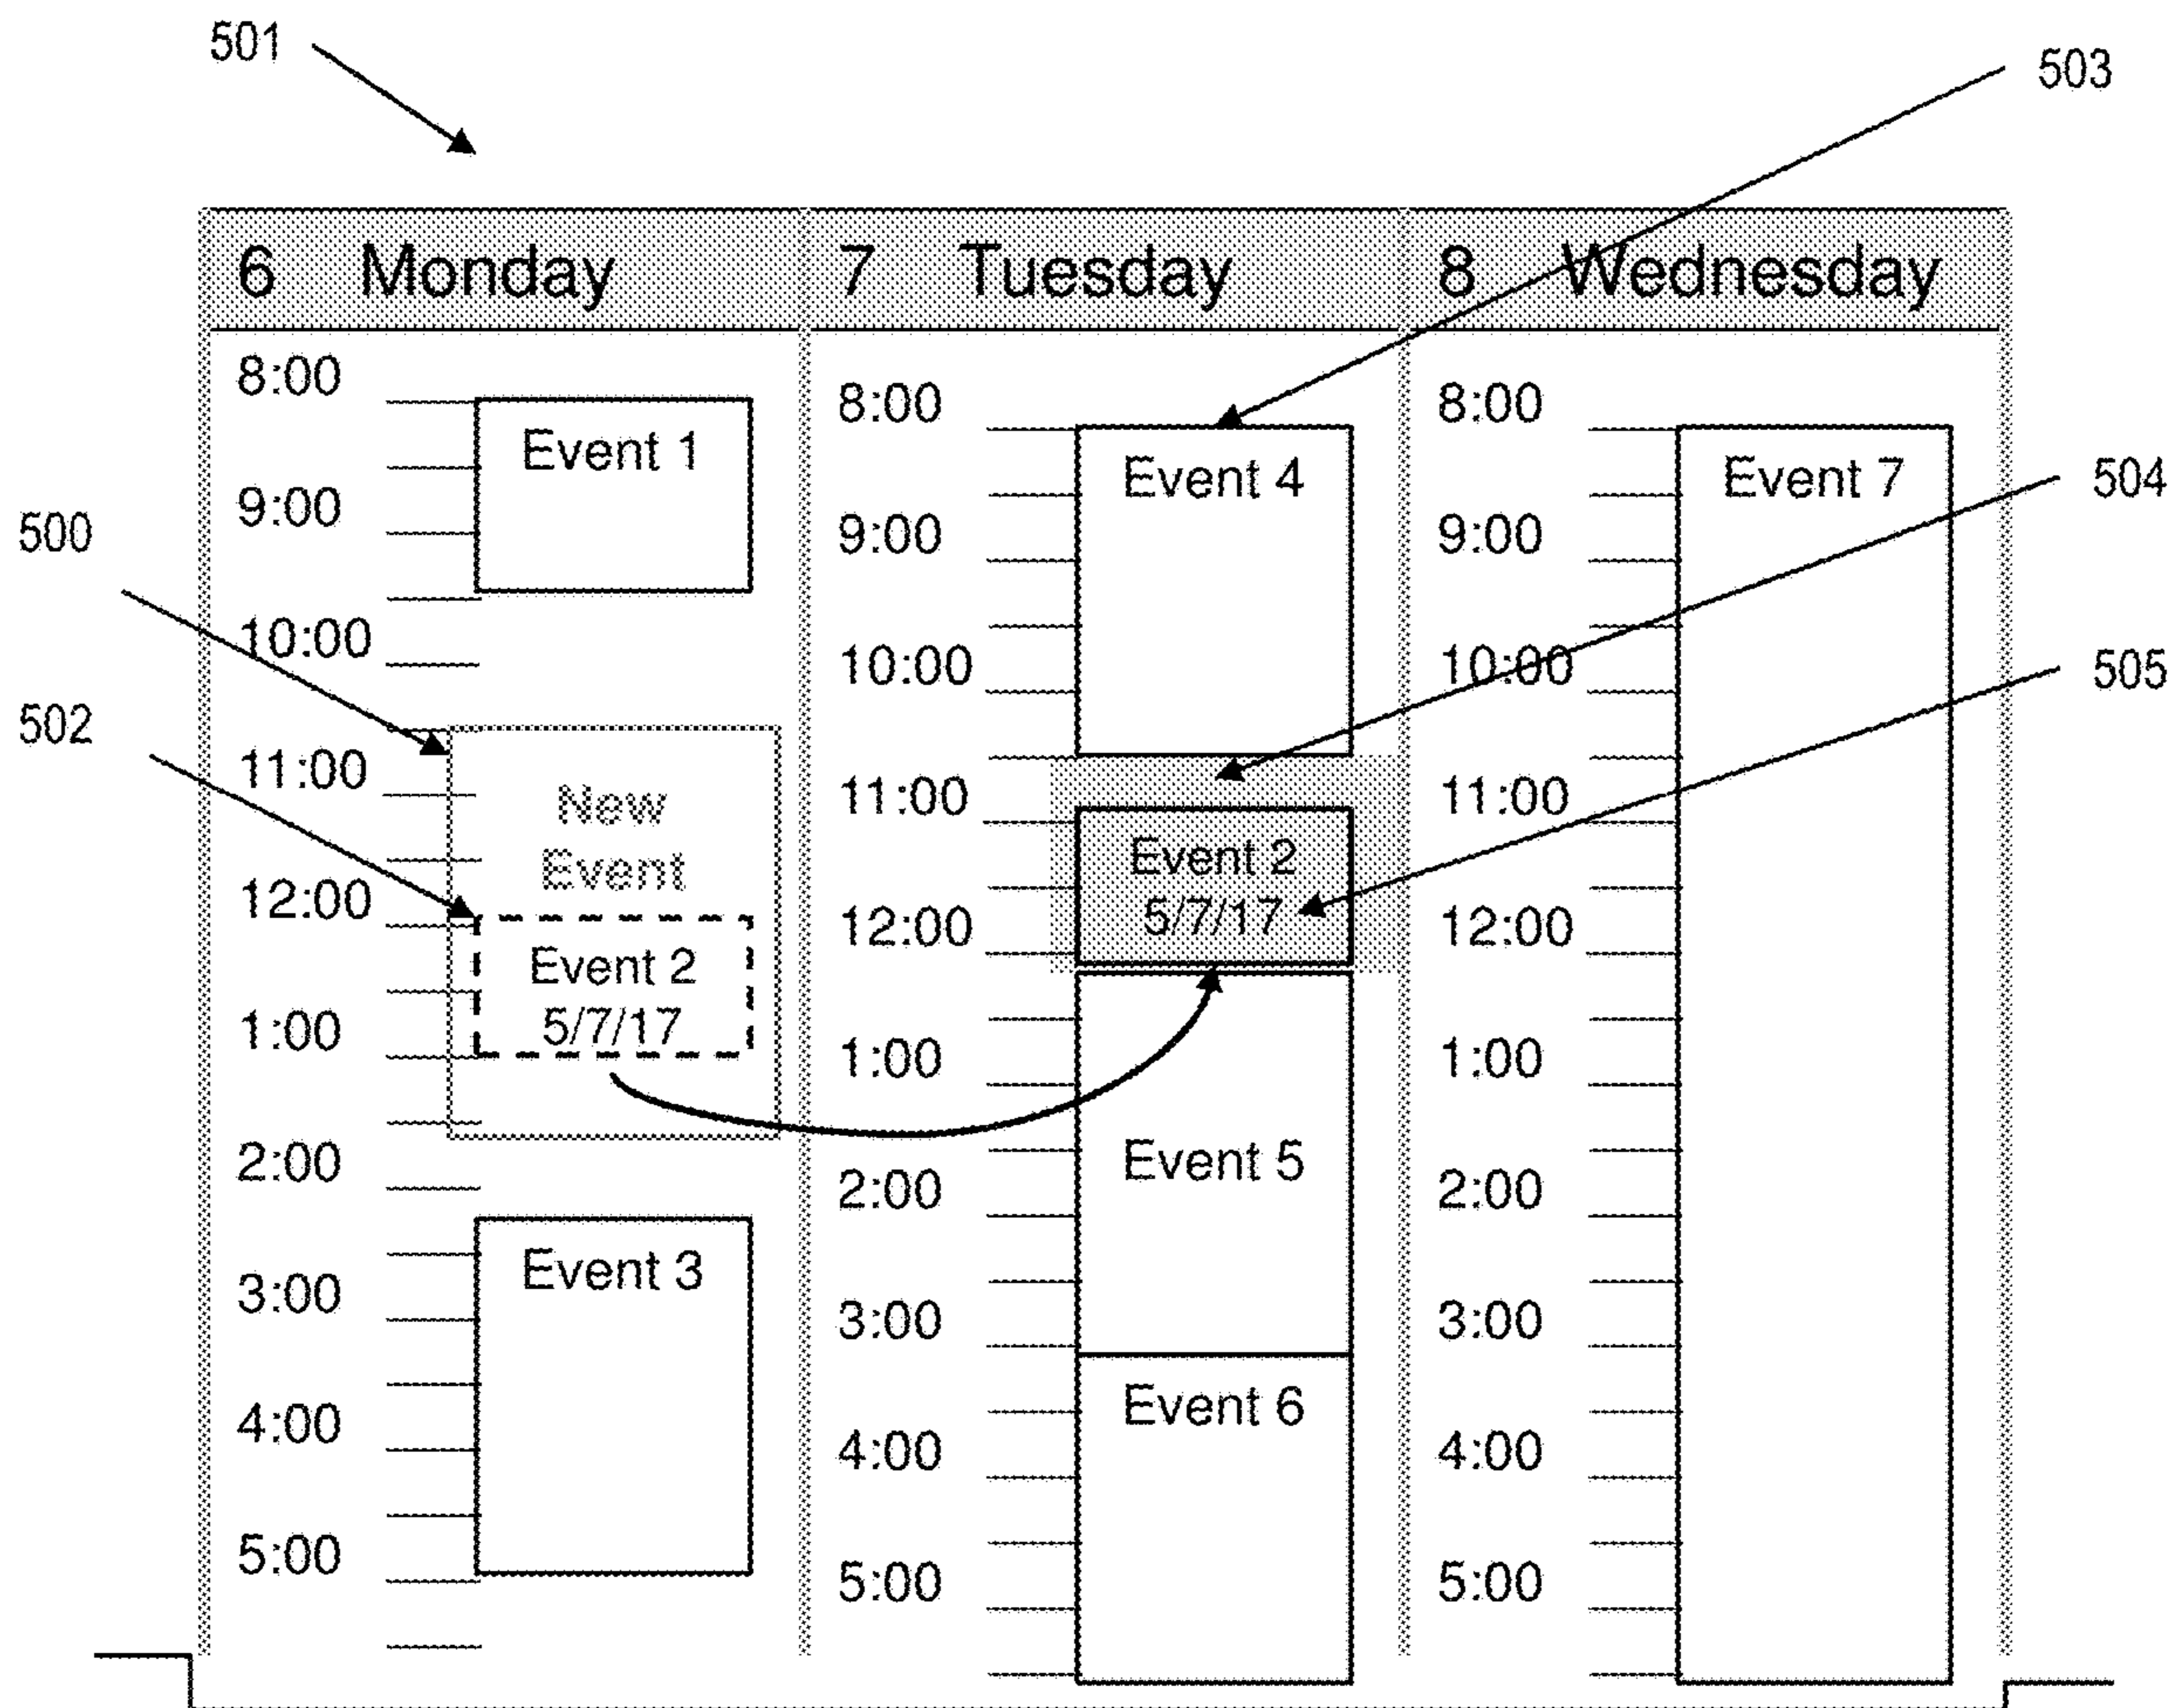 501
503
6 Monday
7 Tuesday
8 Wednesday
8:00
Event 1
9:00
10:00
11:00
New
Event
12:00
Event 2
5/7/17
1:00
2:00
Event 3
3:00
4:00
5:00
8:00
Event 4
9:00
10:00
11:00
Event 2
5/7/17
12:00
1:00
Event 5
2:00
3:00
Event 6
4:00
5:00
8:00
Event 7
9:00
10:00
11:00
12:00
1:00
2:00
3:00
4:00
5:00
500
502
504
505